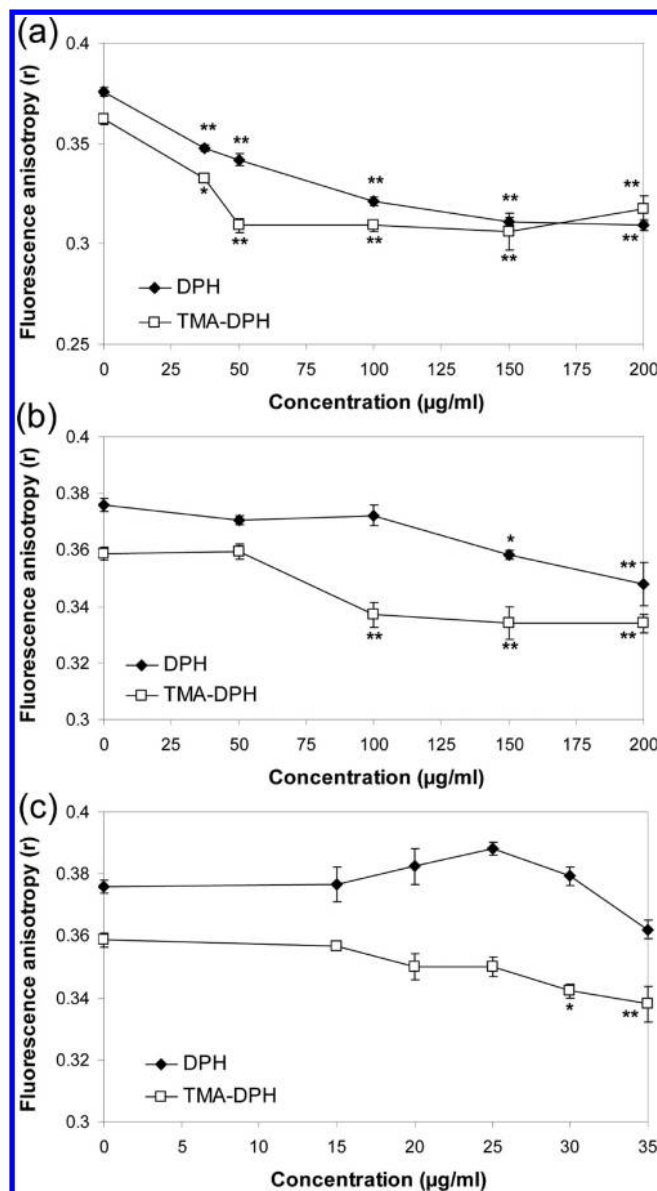 (a)
0.4
**
**
**
**
**
0.35
*
**
**
**
**
0.3
DPH
TMA-DPH
0.25
0 25 50 75 100 125 150 175 200
Fluorescence anisotropy (r)
Concentration (µg/ml)
(b)
0.4
0.38
*
**
0.36
0.34
**
**
**
0.32
DPH
TMA-DPH
0.3
0 25 50 75 100 125 150 175 200
Fluorescence anisotropy (r)
Concentration (µg/ml)
(c)
0.4
0.38
0.36
0.34
*
**
0.32
DPH
TMA-DPH
0.3
0 5 10 15 20 25 30 35
Fluorescence anisotropy (r)
Concentration (µg/ml)